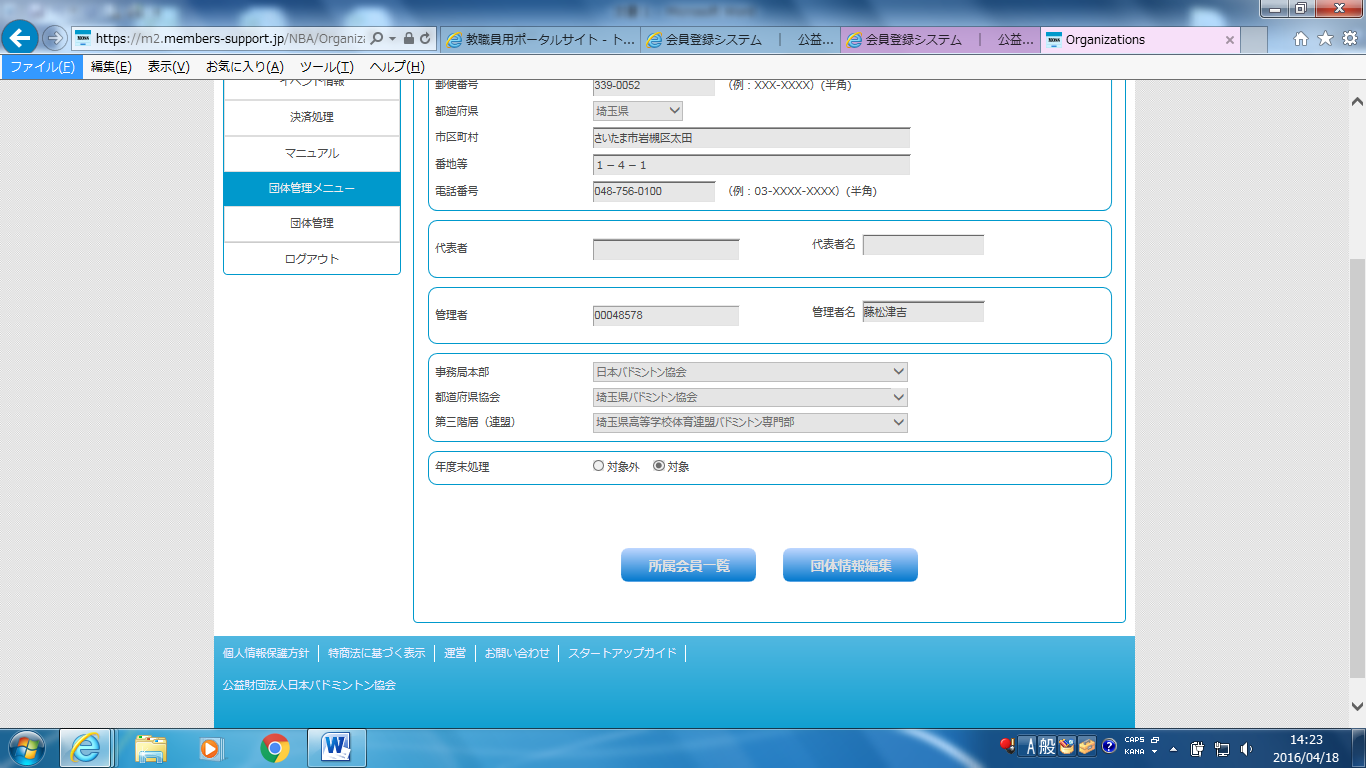 https://m2.members-support.jp/NBA/Organiza
教職員用ポータルサイト - ト...
会員登録システム | 公益...
会員登録システム | 公益...
Organizations
ファイル(F) 編集(E) 表示(V) お気に入り(A) ツール(T) ヘルプ(H)
イベント情報
決済処理
マニュアル
団体管理メニュー
団体管理
ログアウト
郵便番号 339-0052 （例：XXX-XXXX）（半角）
都道府県 埼玉県
市区町村 さいたま市岩槻区太田
番地等 １－４－１
電話番号 048-756-0100 （例：03-XXXX-XXXX）（半角）
代表者 代表者名
管理者 00048578 管理者名 藤松津吉
事務局本部 日本バドミントン協会
都道府県協会 埼玉県バドミントン協会
第三階層（連盟） 埼玉県高等学校体育連盟バドミントン専門部
年度末処理 対象外 対象
所属会員一覧 団体情報編集
個人情報保護方針 特商法に基づく表示 運営 お問い合わせ スタートアップガイド
公益財団法人日本バドミントン協会
A 般 CAPS KANA
14:23
2016/04/18